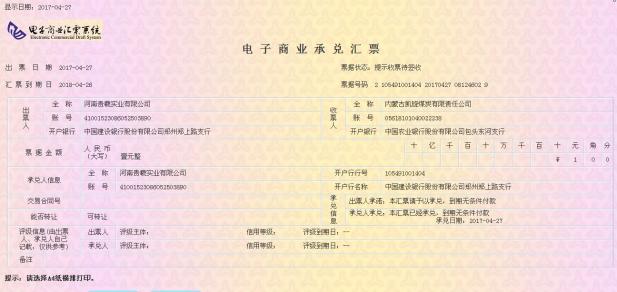 显示日期：2017-04-27
电子商业汇票系统
Electronic Commercial Draft System
电子商业承兑汇票
出票日期 2017-04-27 票据状态：提示收票待签收
汇票到期日 2018-04-26 票据号码 2 105491001404 20170427 08124602 9
出票人 全称 河南贵载实业有限公司 收票人 全称 内蒙古凯旋煤炭有限责任公司
账号 41001523086052503890 账号 05618101040022238
开户银行 中国建设银行股份有限公司郑州郑上路支行 开户银行 中国农业银行股份有限公司包头东河支行
票据金额 人民币（大写） 壹元整 十 亿 千 百 十 万 千 百 十 元 角 分
¥ 1 0 0
承兑人信息 全称 河南贵载实业有限公司 开户行行号 105491001404
账号 41001523086052503890 开户行名称 中国建设银行股份有限公司郑州郑上路支行
交易合同号 承兑信息 出票人承诺：本汇票请予以承兑，到期无条件付款
能否转让 可转让 承兑人承兑：本汇票已经承兑，到期无条件付款
承兑日期：2017-04-27
评级信息(由出票人、承兑人自己记载，仅供参考) 出票人 评级主体： 信用等级： 评级到期日：--
承兑人 评级主体： 信用等级： 评级到期日：--
备注
提示：请选择A4纸横排打印。